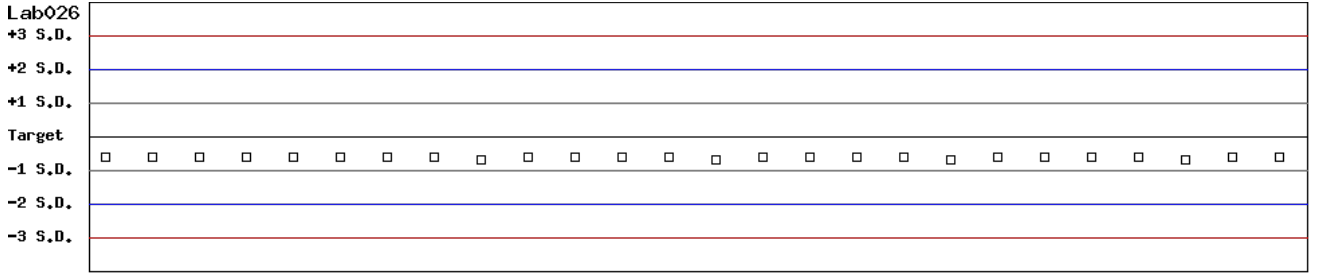 Lab026
+3 S.D.
+2 S.D.
+1 S.D.
Target
-1 S.D.
-2 S.D.
-3 S.D.